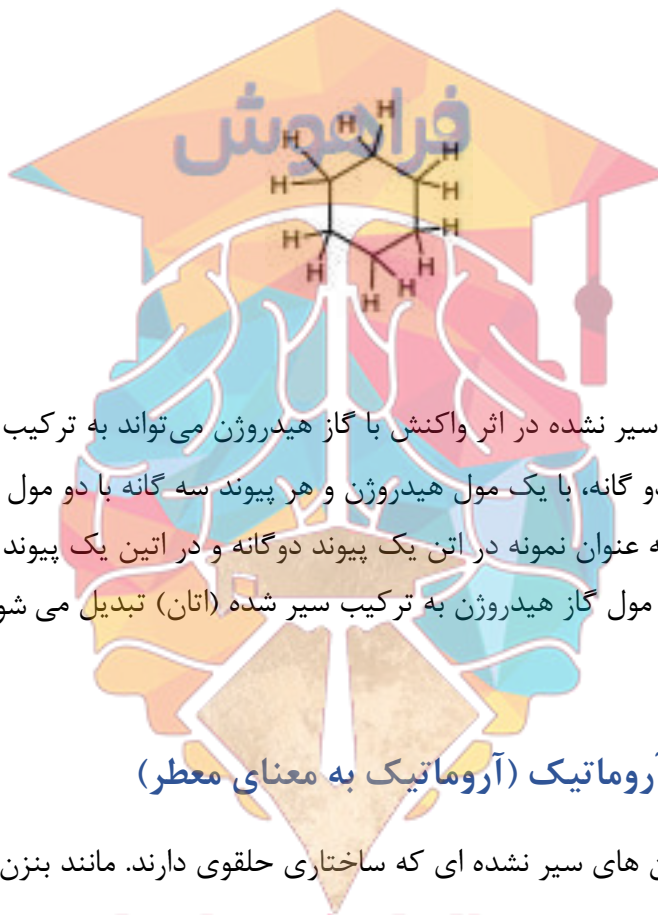 فراهوش
H H H
H H
H H
H H
H H
H
سیر نشده در اثر واکنش با گاز هیدروژن می‌تواند به ترکیب
دو گانه، با یک مول هیدروژن و هر پیوند سه گانه با دو مول
به عنوان نمونه در اتن یک پیوند دوگانه و در اتین یک پیوند
مول گاز هیدروژن به ترکیب سیر شده (اتان) تبدیل می شو
آروماتیک (آروماتیک به معنای معطر)
ن های سیر نشده ای که ساختاری حلقوی دارند. مانند بنزن